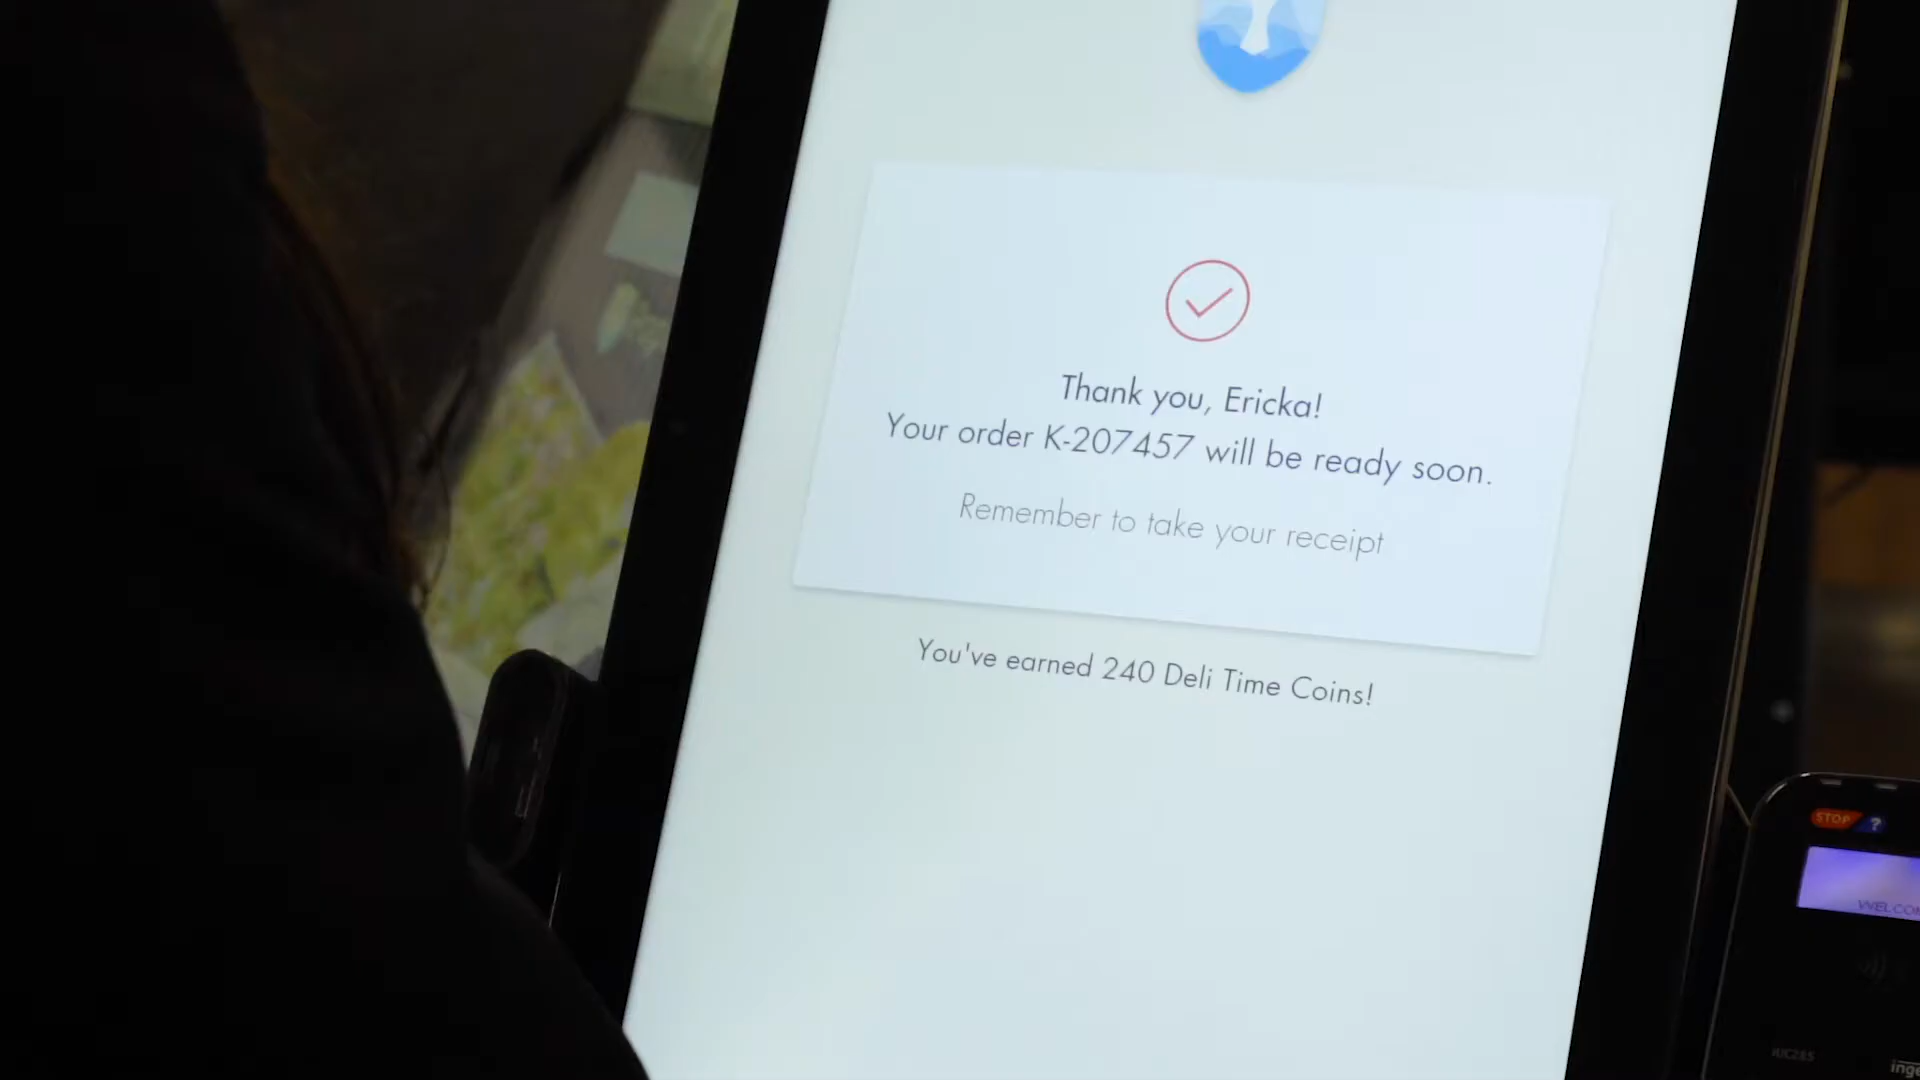 Thank you, Ericka!
Your order K-207457 will be ready soon.
Remember to take your receipt
You've earned 240 Deli Time Coins!
STOP ?